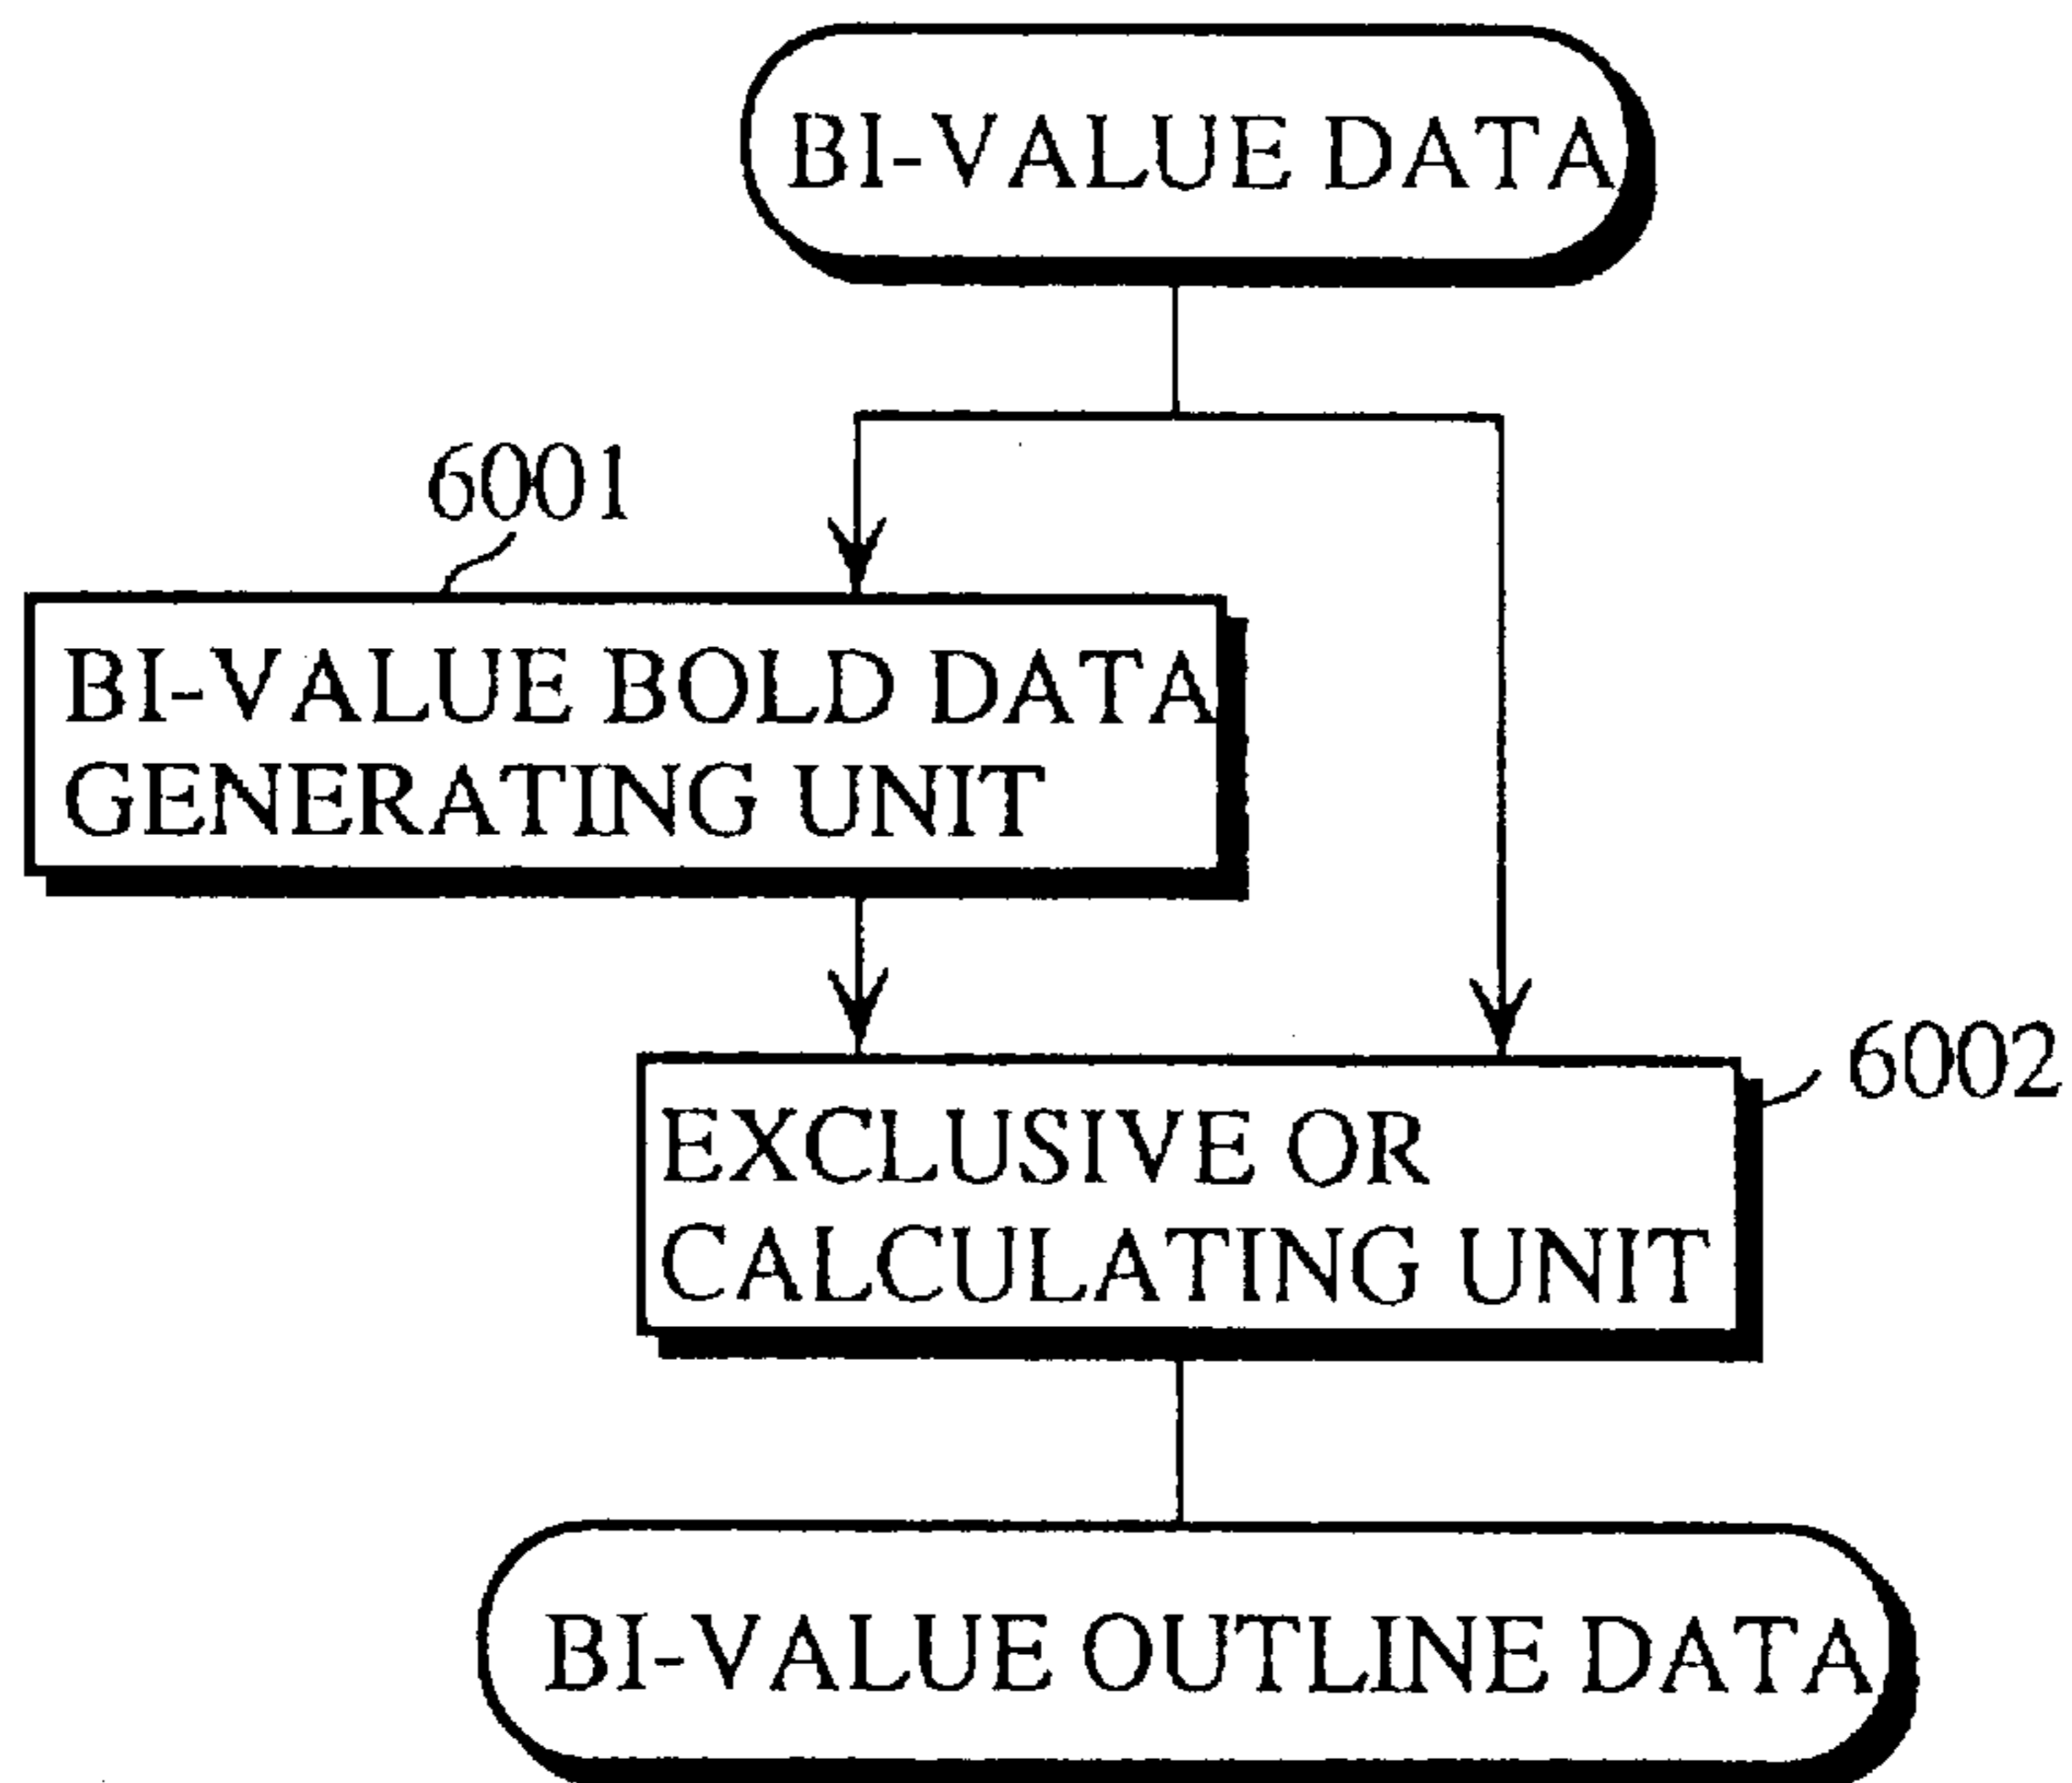 BI-VALUE DATA
6001
BI-VALUE BOLD DATA
GENERATING UNIT
6002
EXCLUSIVE OR
CALCULATING UNIT
BI-VALUE OUTLINE DATA